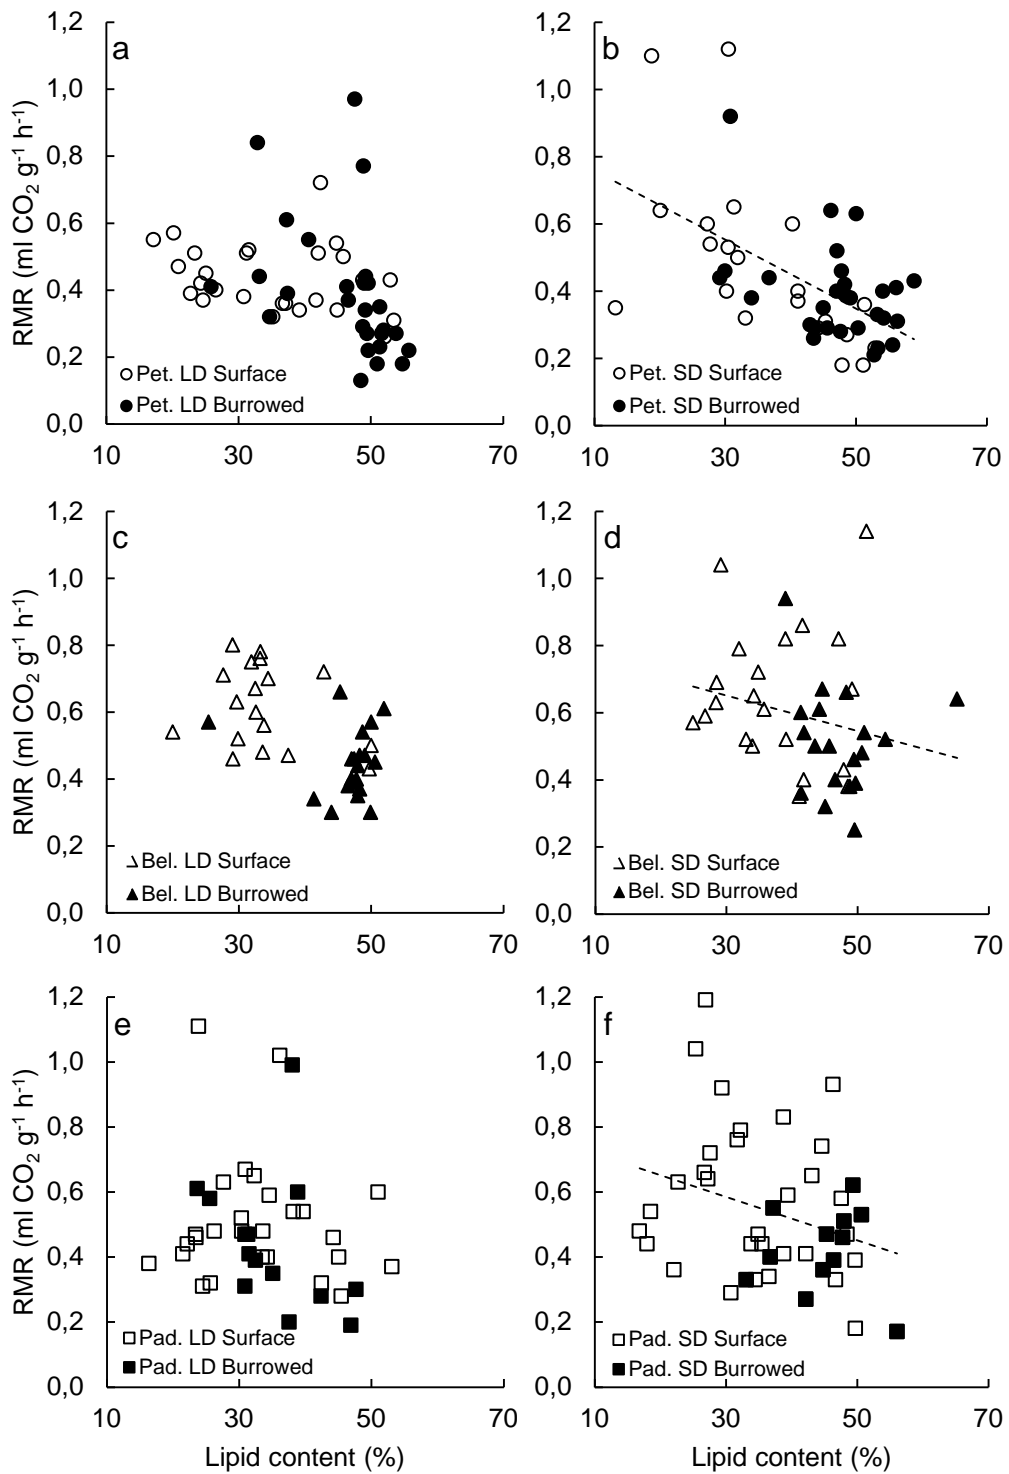 1,2
1,0
0,8
0,6
0,4
0,2
0,0
10 30 50 70
RMR (ml CO₂ g⁻¹ h⁻¹)
a
Pet. LD Surface
Pet. LD Burrowed
1,2
1,0
0,8
0,6
0,4
0,2
0,0
10 30 50 70
b
Pet. SD Surface
Pet. SD Burrowed
1,2
1,0
0,8
0,6
0,4
0,2
0,0
10 30 50 70
RMR (ml CO₂ g⁻¹ h⁻¹)
c
Bel. LD Surface
Bel. LD Burrowed
1,2
1,0
0,8
0,6
0,4
0,2
0,0
10 30 50 70
d
Bel. SD Surface
Bel. SD Burrowed
1,2
1,0
0,8
0,6
0,4
0,2
0,0
10 30 50 70
RMR (ml CO₂ g⁻¹ h⁻¹)
e
Pad. LD Surface
Pad. LD Burrowed
Lipid content (%)
1,2
1,0
0,8
0,6
0,4
0,2
0,0
10 30 50 70
f
Pad. SD Surface
Pad. SD Burrowed
Lipid content (%)